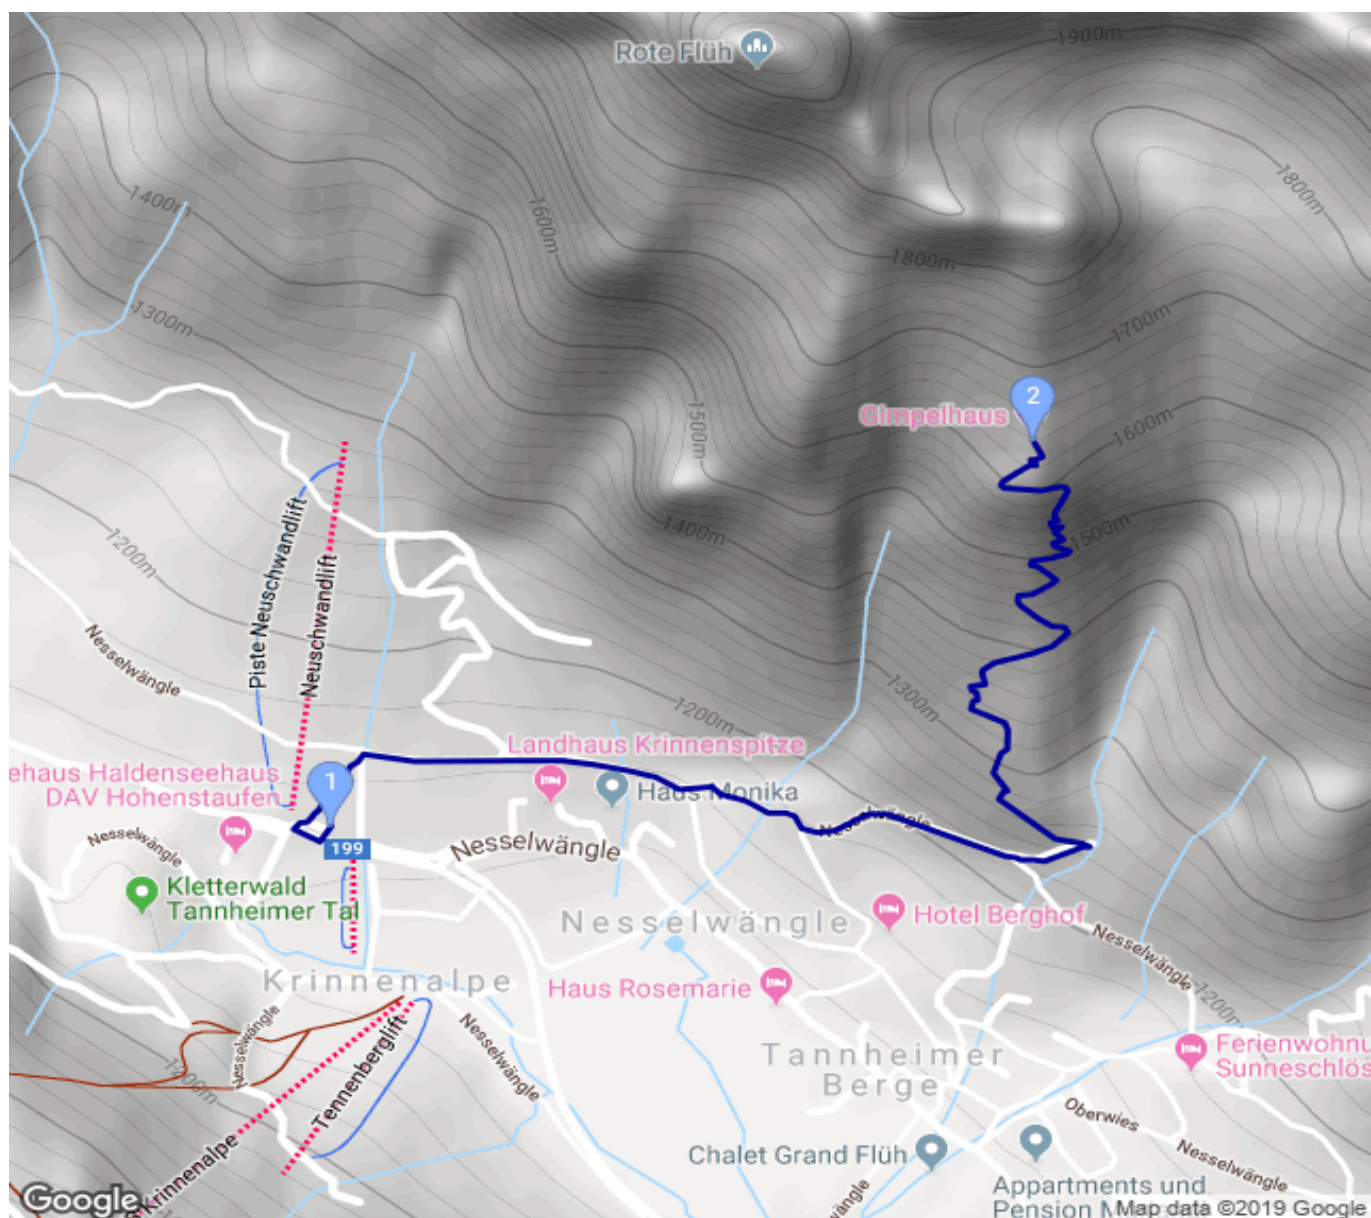 Rote Flüh
1900m
1400m
1600m
1800m
1800m
1300m
1700m
2
Gimpelhaus
1600m
1500m
1400m
1500m
1200m
Piste Neuschwandlift
Neuschwandlift
Nesselwängle
1300m
1200m
Landhaus Krinnenspitze
ehaus Haldenseehaus
DAV Hohenstaufen
1
Haus Monika
Nesselwängle
Nesselwängle
199
Nesselwängle
Kletterwald
Tannheimer Tal
Nesselwängle
Hotel Berghof
Nesselwängle
Krinnenalpe
Haus Rosemarie
1200m
Nesselwängle
Nesselwängle
Tennenberglift
Tannheimer
Berge
Ferienwohnu
Sunneschlös
1200m
Oberwies
Krinnenalpe
Chalet Grand Flüh
Nesselwängle
Nesselwängle
Appartments und
Pension M
Google
Map data ©2019 Google